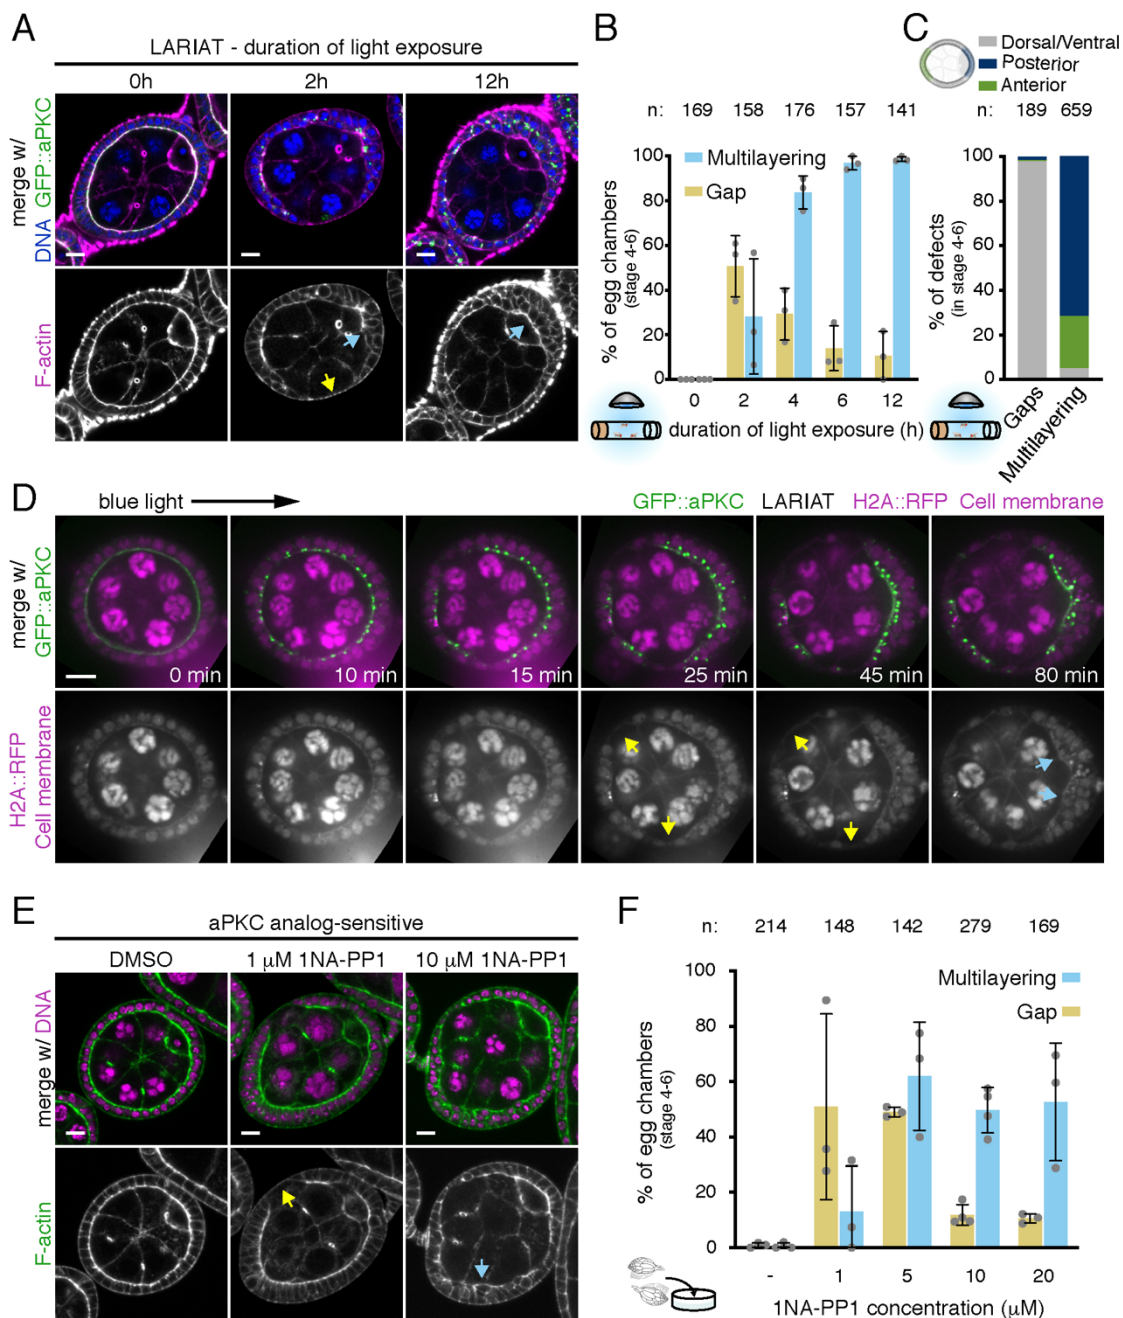 A
LARIAT - duration of light exposure
0h
2h
12h
merge w/
DNA GFP::aPKC
F-actin
B
n: 169 158 176 157 141
Multilayering
Gap
% of egg chambers
(stage 4-6)
100
80
60
40
20
0
0 2 4 6 12
duration of light exposure (h)
C
Dorsal/Ventral
Posterior
Anterior
n: 189 659
% of defects
(in stage 4-6)
100
80
60
40
20
0
Gaps
Multilayering
D
blue light
GFP::aPKC LARIAT H2A::RFP Cell membrane
merge w/
GFP::aPKC
0 min
10 min
15 min
25 min
45 min
80 min
H2A::RFP
Cell membrane
E
aPKC analog-sensitive
DMSO
1 μM 1NA-PP1
10 μM 1NA-PP1
merge w/ DNA
F-actin
F
n: 214 148 142 279 169
Multilayering
Gap
% of egg chambers
(stage 4-6)
100
80
60
40
20
0
- 1 5 10 20
1NA-PP1 concentration (μM)